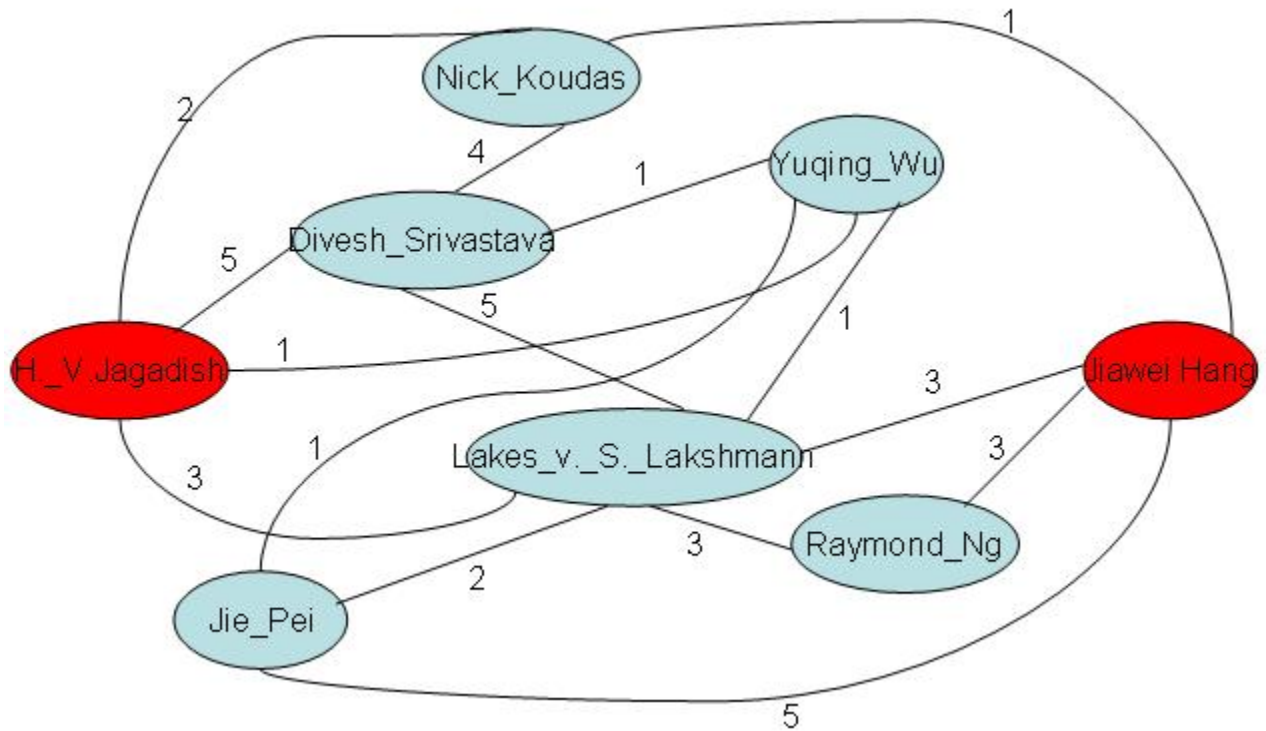 1
Nick_Koudas
2
4
Yuqing_Wu
1
Divesh_Srivastava
5
5
1
H._V.Jagadish
1
Jiawei Hang
3
1
Lakes_v._S._Lakshmann
3
3
Raymond_Ng
3
2
Jie_Pei
5